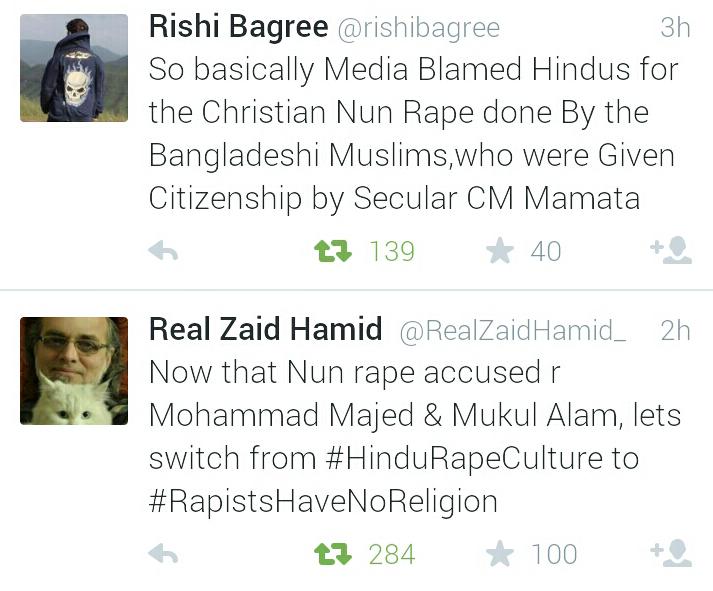 Rishi Bagree @rishibagree 3h
So basically Media Blamed Hindus for
the Christian Nun Rape done By the
Bangladeshi Muslims,who were Given
Citizenship by Secular CM Mamata
139 40
Real Zaid Hamid @RealZaidHamid_ 2h
Now that Nun rape accused r
Mohammad Majed & Mukul Alam, lets
switch from #HinduRapeCulture to
#RapistsHaveNoReligion
284 100